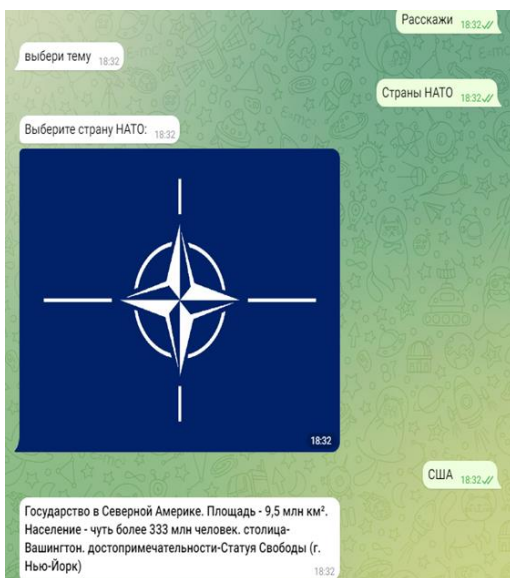 Расскажи 18:32
выбери тему 18:32
Страны НАТО 18:32
Выберите страну НАТО: 18:32
18:32
США 18:32
Государство в Северной Америке. Площадь - 9,5 млн км².
Население - чуть более 333 млн человек. столица-
Вашингтон. достопримечательности-Статуя Свободы (г.
Нью-Йорк) 18:32